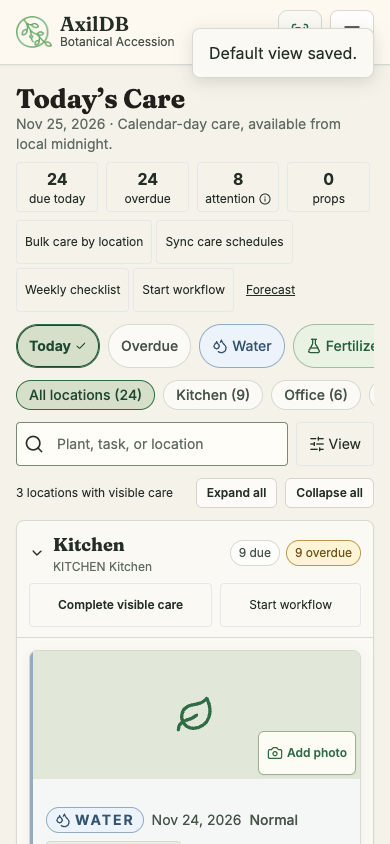 AxilDB
Botanical Accession
Default view saved.
Today's Care
Nov 25, 2026 · Calendar-day care, available from
local midnight.
24 24 8 0
due today overdue attention props
Bulk care by location Sync care schedules
Weekly checklist Start workflow Forecast
Today Overdue Water Fertilize
All locations (24) Kitchen (9) Office (6)
Plant, task, or location View
3 locations with visible care Expand all Collapse all
Kitchen 9 due 9 overdue
KITCHEN Kitchen
Complete visible care Start workflow
Add photo
WATER Nov 24, 2026 Normal